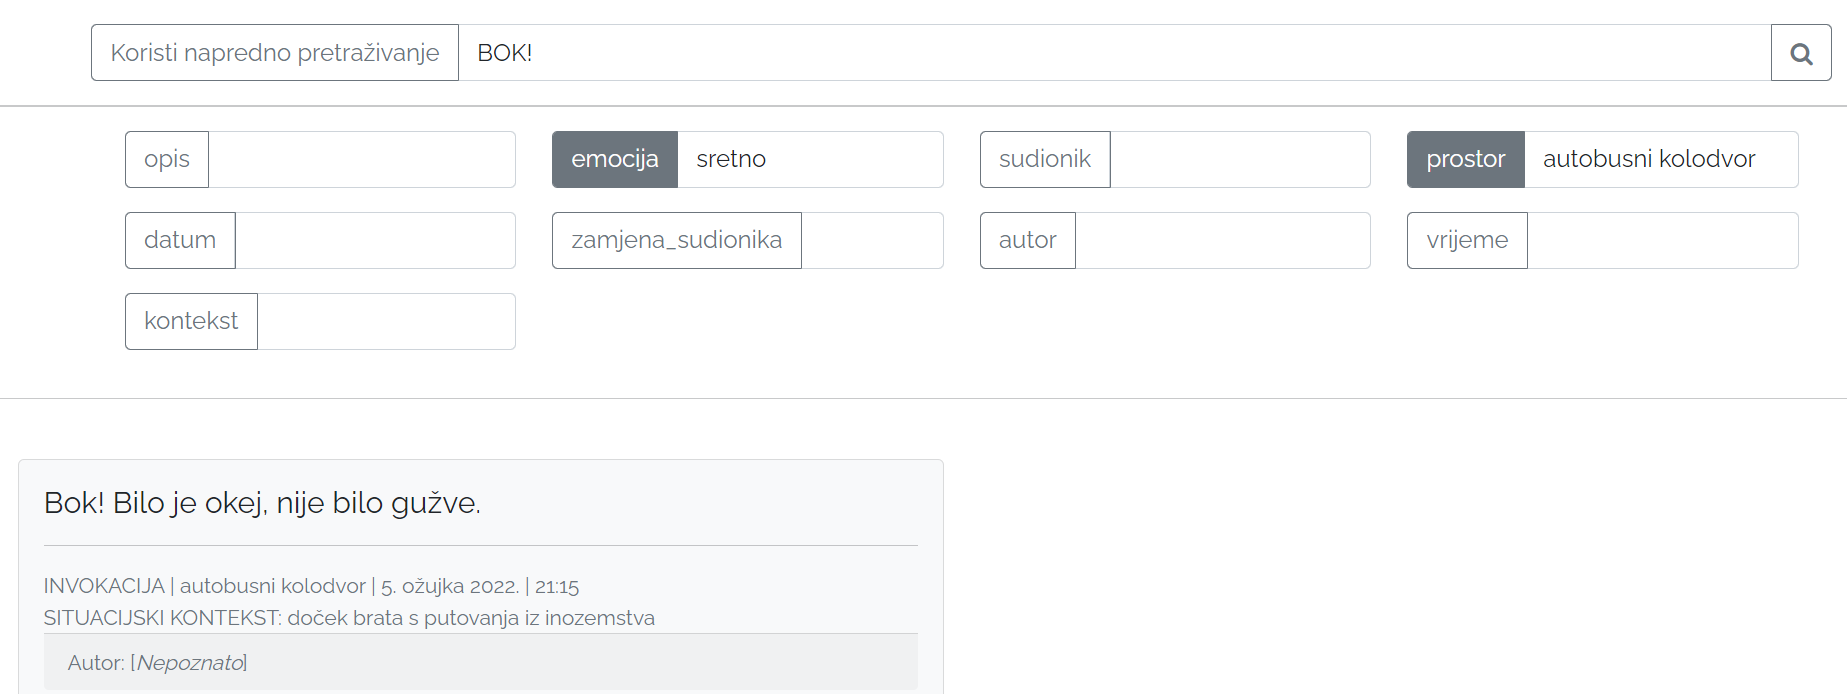 Koristi napredno pretraživanje BOK!
opis emocija sretno sudionik prostor autobusni kolodvor
datum zamjena_sudionika autor vrijeme
kontekst
Bok! Bilo je okej, nije bilo gužve.
INVOKACIJA | autobusni kolodvor | 5. ožujka 2022. | 21:15
SITUACIJSKI KONTEKST: doček brata s putovanja iz inozemstva
Autor: [Nepoznato]